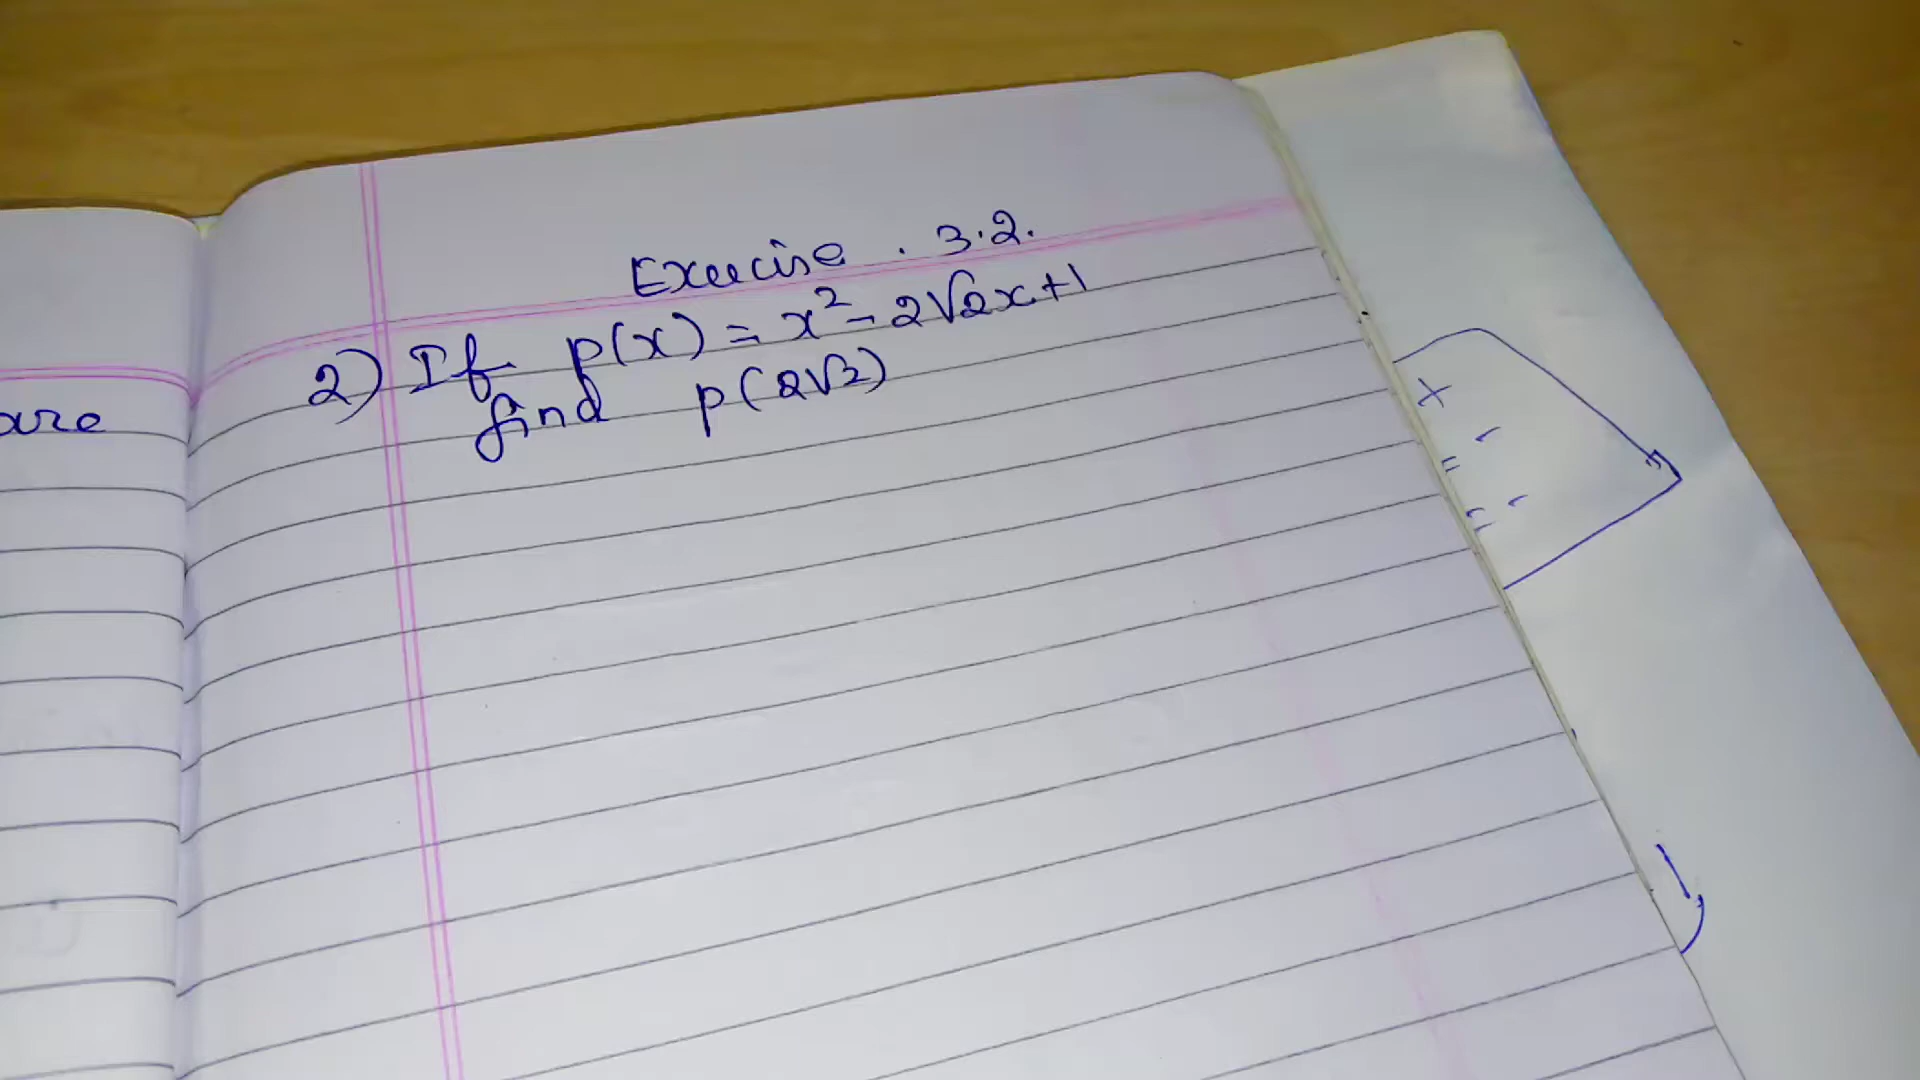 are
Exercise . 3.2.
2) If p(x) = x² - 2√2x+1
find p(2√2)